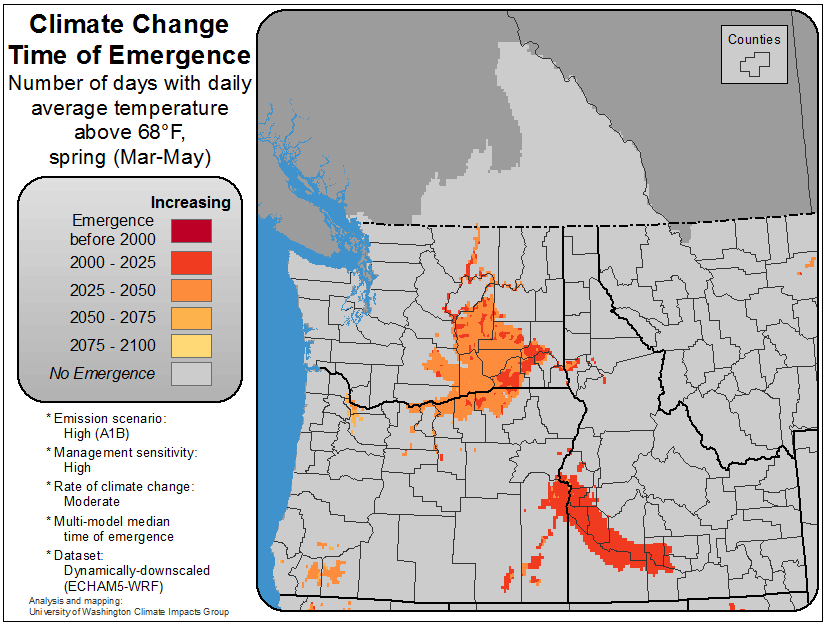 Climate Change
Time of Emergence
Number of days with daily
average temperature
above 68°F,
spring (Mar-May)
Increasing
Emergence
before 2000
2000 - 2025
2025 - 2050
2050 - 2075
2075 - 2100
No Emergence
* Emission scenario:
High (A1B)
* Management sensitivity:
High
* Rate of climate change:
Moderate
* Multi-model median
time of emergence
* Dataset:
Dynamically-downscaled
(ECHAM5-WRF)
Analysis and mapping:
University of Washington Climate Impacts Group
Counties